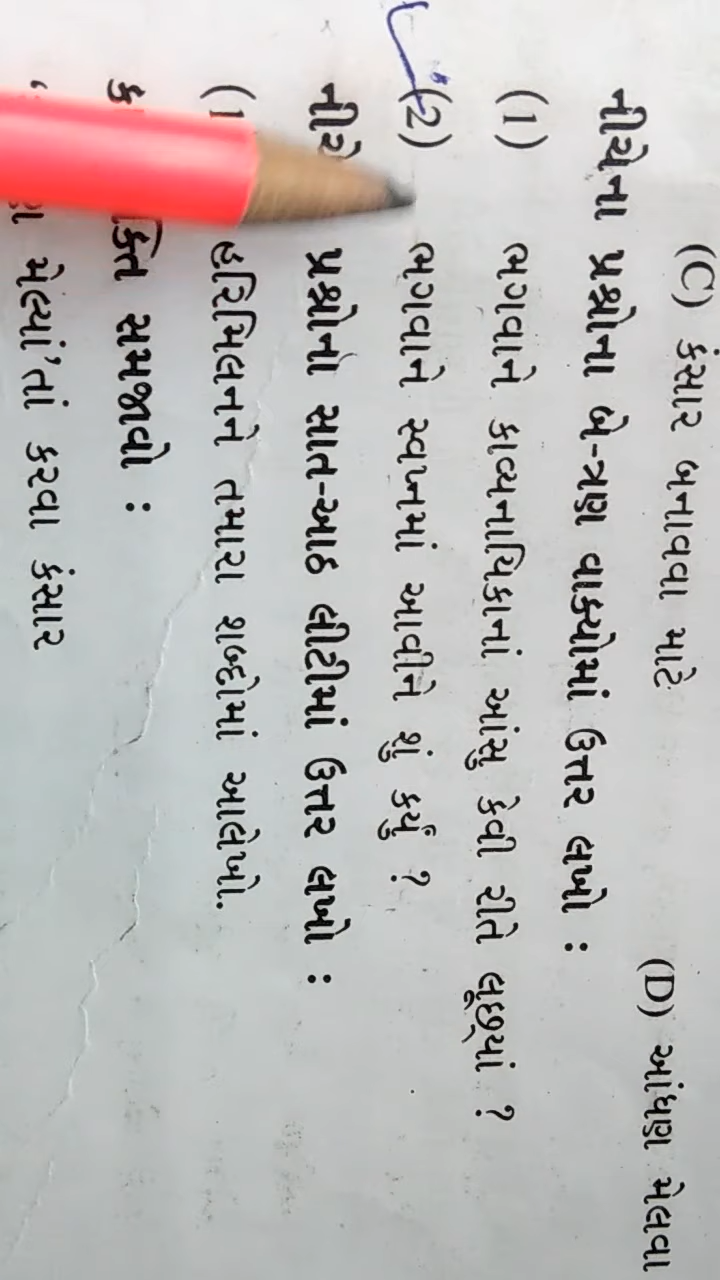 (C) કંસાર બનાવવા માટે (D) આંધણ મેલવા
નીચેના પ્રશ્નોના બે-ત્રણ વાક્યોમાં ઉત્તર લખો :
(1) ભગવાને કાવ્યનાયિકાનાં આંસુ કેવી રીતે લૂછ્યાં ?
(2) ભગવાને સ્વપ્નમાં આવીને શું કર્યું ?
પ્રશ્નોના સાત-આઠ લીટીમાં ઉત્તર લખો :
હરિમિલનને તમારા શબ્દોમાં આલેખો.
સમજાવો :
મેલ્યાં'તાં કરવા કંસાર